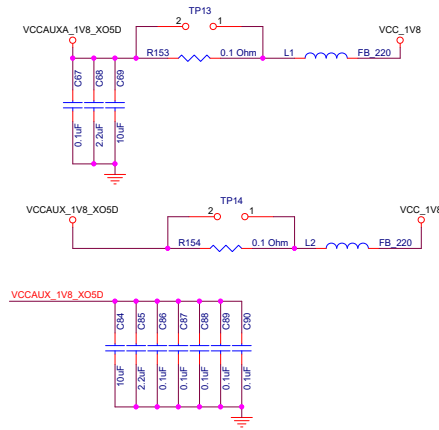 TP13
VCCAUXA_1V8_XO5D
2
1
VCC_1V8
R153
0.1 Ohm
L1
FB_220
C67
C68
C69
0.1uF
2.2uF
10uF
TP14
VCCAUX_1V8_XO5D
2
1
VCC_1V8
R154
0.1 Ohm
L2
FB_220
VCCAUX_1V8_XO5D
C84
C85
C86
C87
C88
C89
C90
10uF
2.2uF
0.1uF
0.1uF
0.1uF
0.1uF
0.1uF